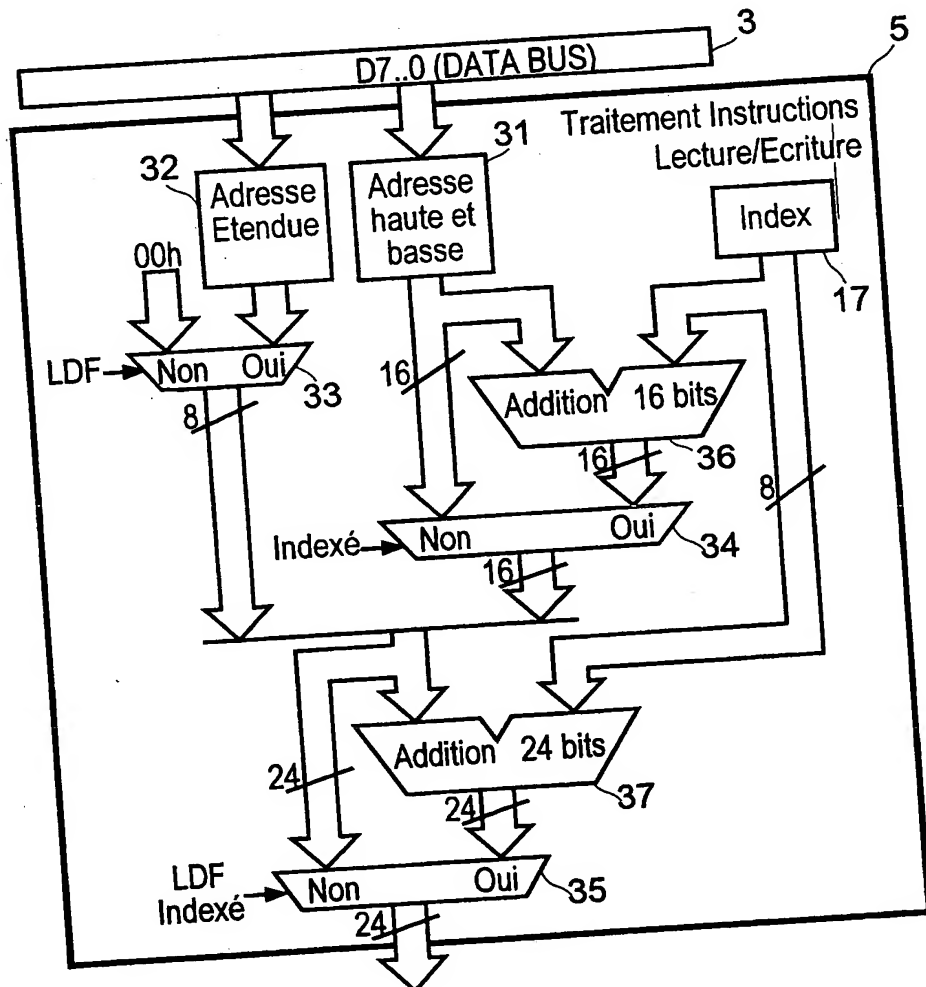 3
D7..0 (DATA BUS)
5
Traitement Instructions
Lecture/Ecriture
32
31
Adresse
Etendue
Adresse
haute et
basse
Index
17
00h
LDF
Non Oui
33
8
16
Addition 16 bits
36
16
8
Indexé
Non Oui
34
16
Addition 24 bits
37
24
24
LDF
Indexé
Non Oui
35
24